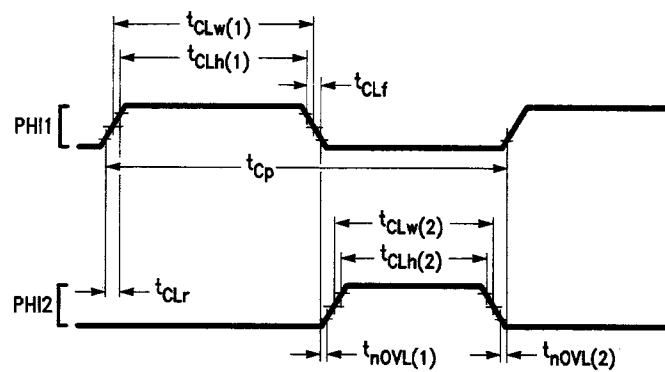 tCLw(1)
tCLh(1)
tCLf
PHI1
tCp
tCLw(2)
tCLh(2)
tCLr
PHI2
tnOVL(1)
tnOVL(2)